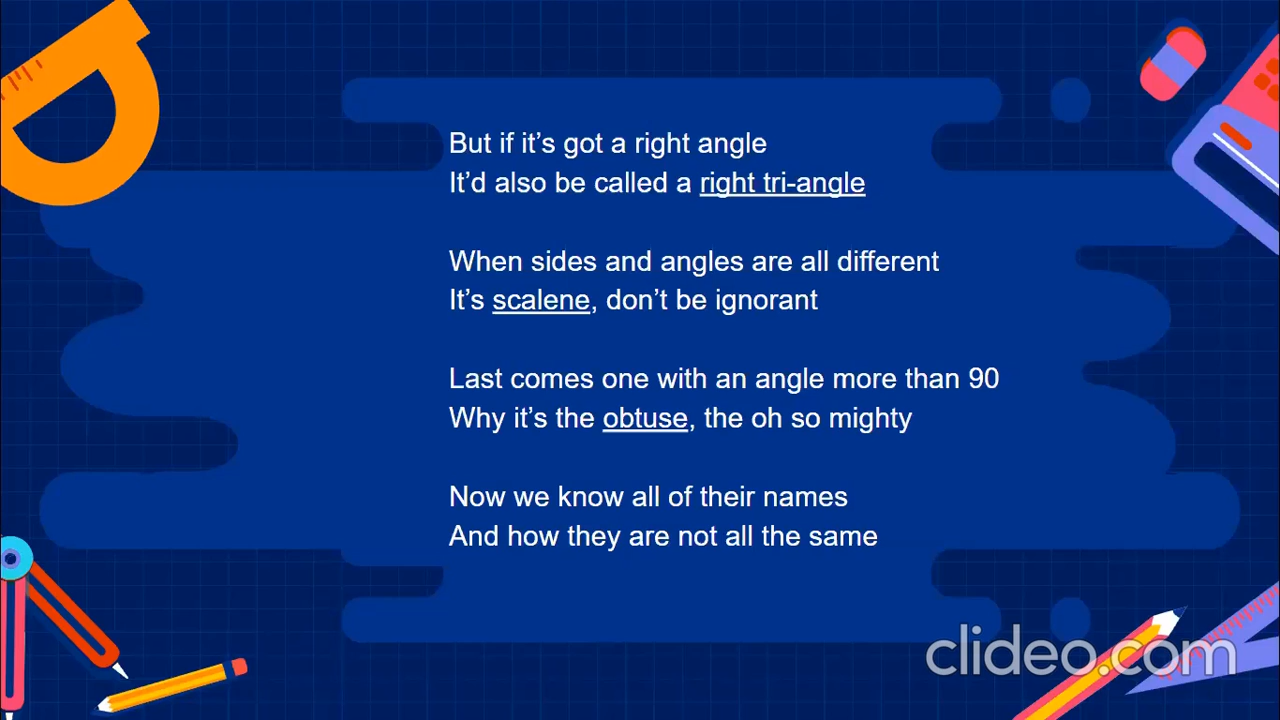 But if it’s got a right angle
It’d also be called a right tri-angle
When sides and angles are all different
It’s scalene, don’t be ignorant
Last comes one with an angle more than 90
Why it’s the obtuse, the oh so mighty
Now we know all of their names
And how they are not all the same
clideo.com